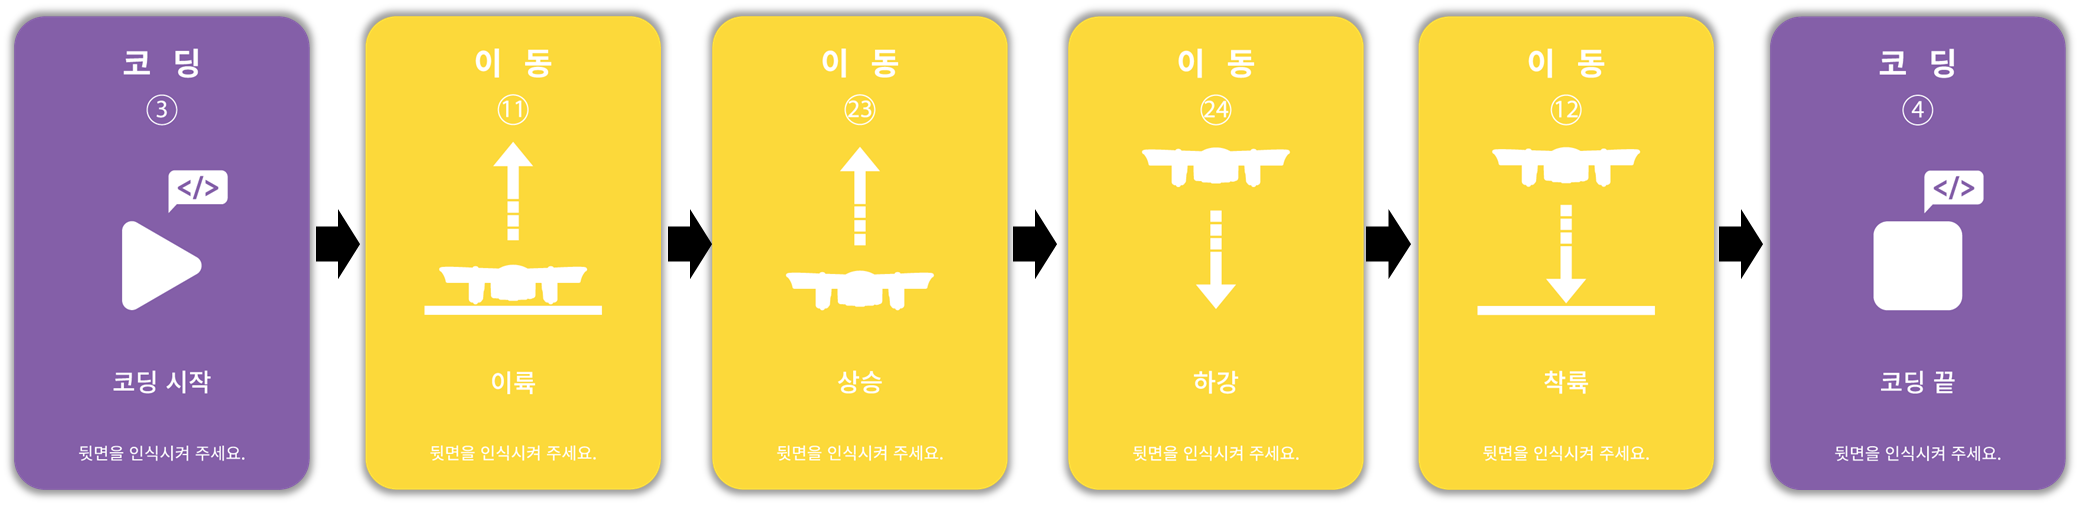 코 딩
③
</>
코딩 시작
뒷면을 인식시켜 주세요.
이 동
⑪
이륙
뒷면을 인식시켜 주세요.
이 동
㉓
상승
뒷면을 인식시켜 주세요.
이 동
㉔
하강
뒷면을 인식시켜 주세요.
이 동
⑫
착륙
뒷면을 인식시켜 주세요.
코 딩
④
</>
코딩 끝
뒷면을 인식시켜 주세요.